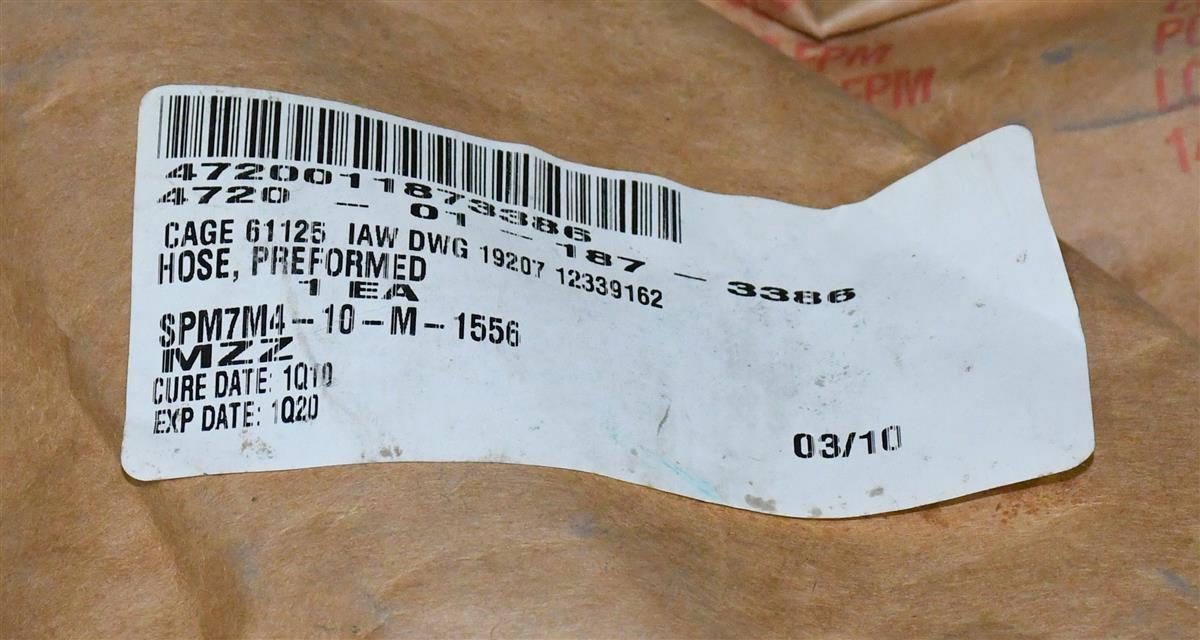 4720011873386
4720 - 01 - 187 - 3386
CAGE 61125 IAW DWG 19207 12339162
HOSE, PREFORMED
1 EA
SPM7M4-10-M-1556
MZZ
CURE DATE: 1Q10
EXP DATE: 1Q20
03/10
FPM
FPM